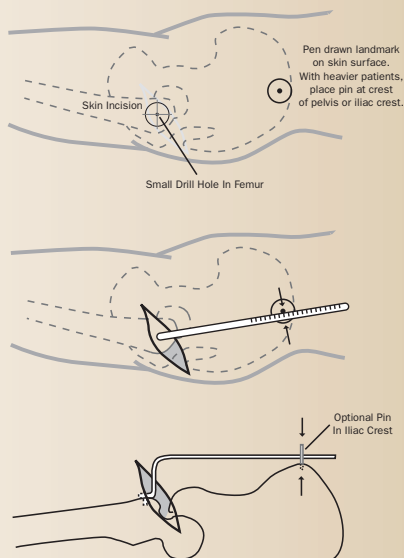 Pen drawn landmark
on skin surface.
With heavier patients,
place pin at crest
of pelvis or iliac crest.
Skin Incision
Small Drill Hole In Femur
Optional Pin
In Iliac Crest